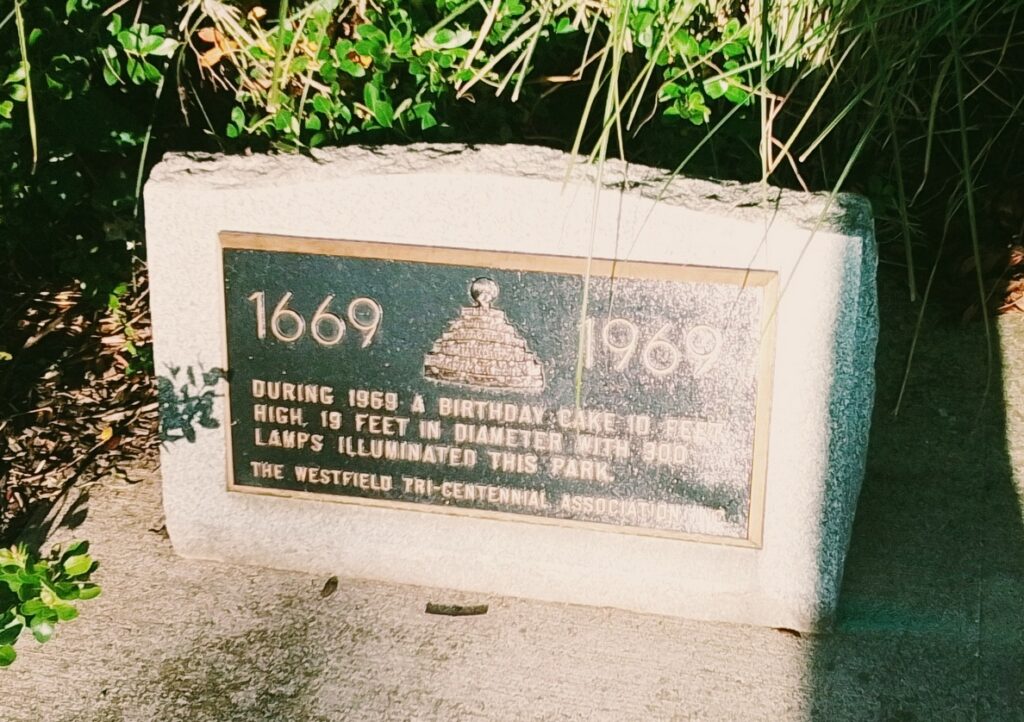 1669 1969
DURING 1969 A BIRTHDAY CAKE 10 FEET
HIGH, 19 FEET IN DIAMETER WITH 300
LAMPS ILLUMINATED THIS PARK.
THE WESTFIELD TRI-CENTENNIAL ASSOCIATION